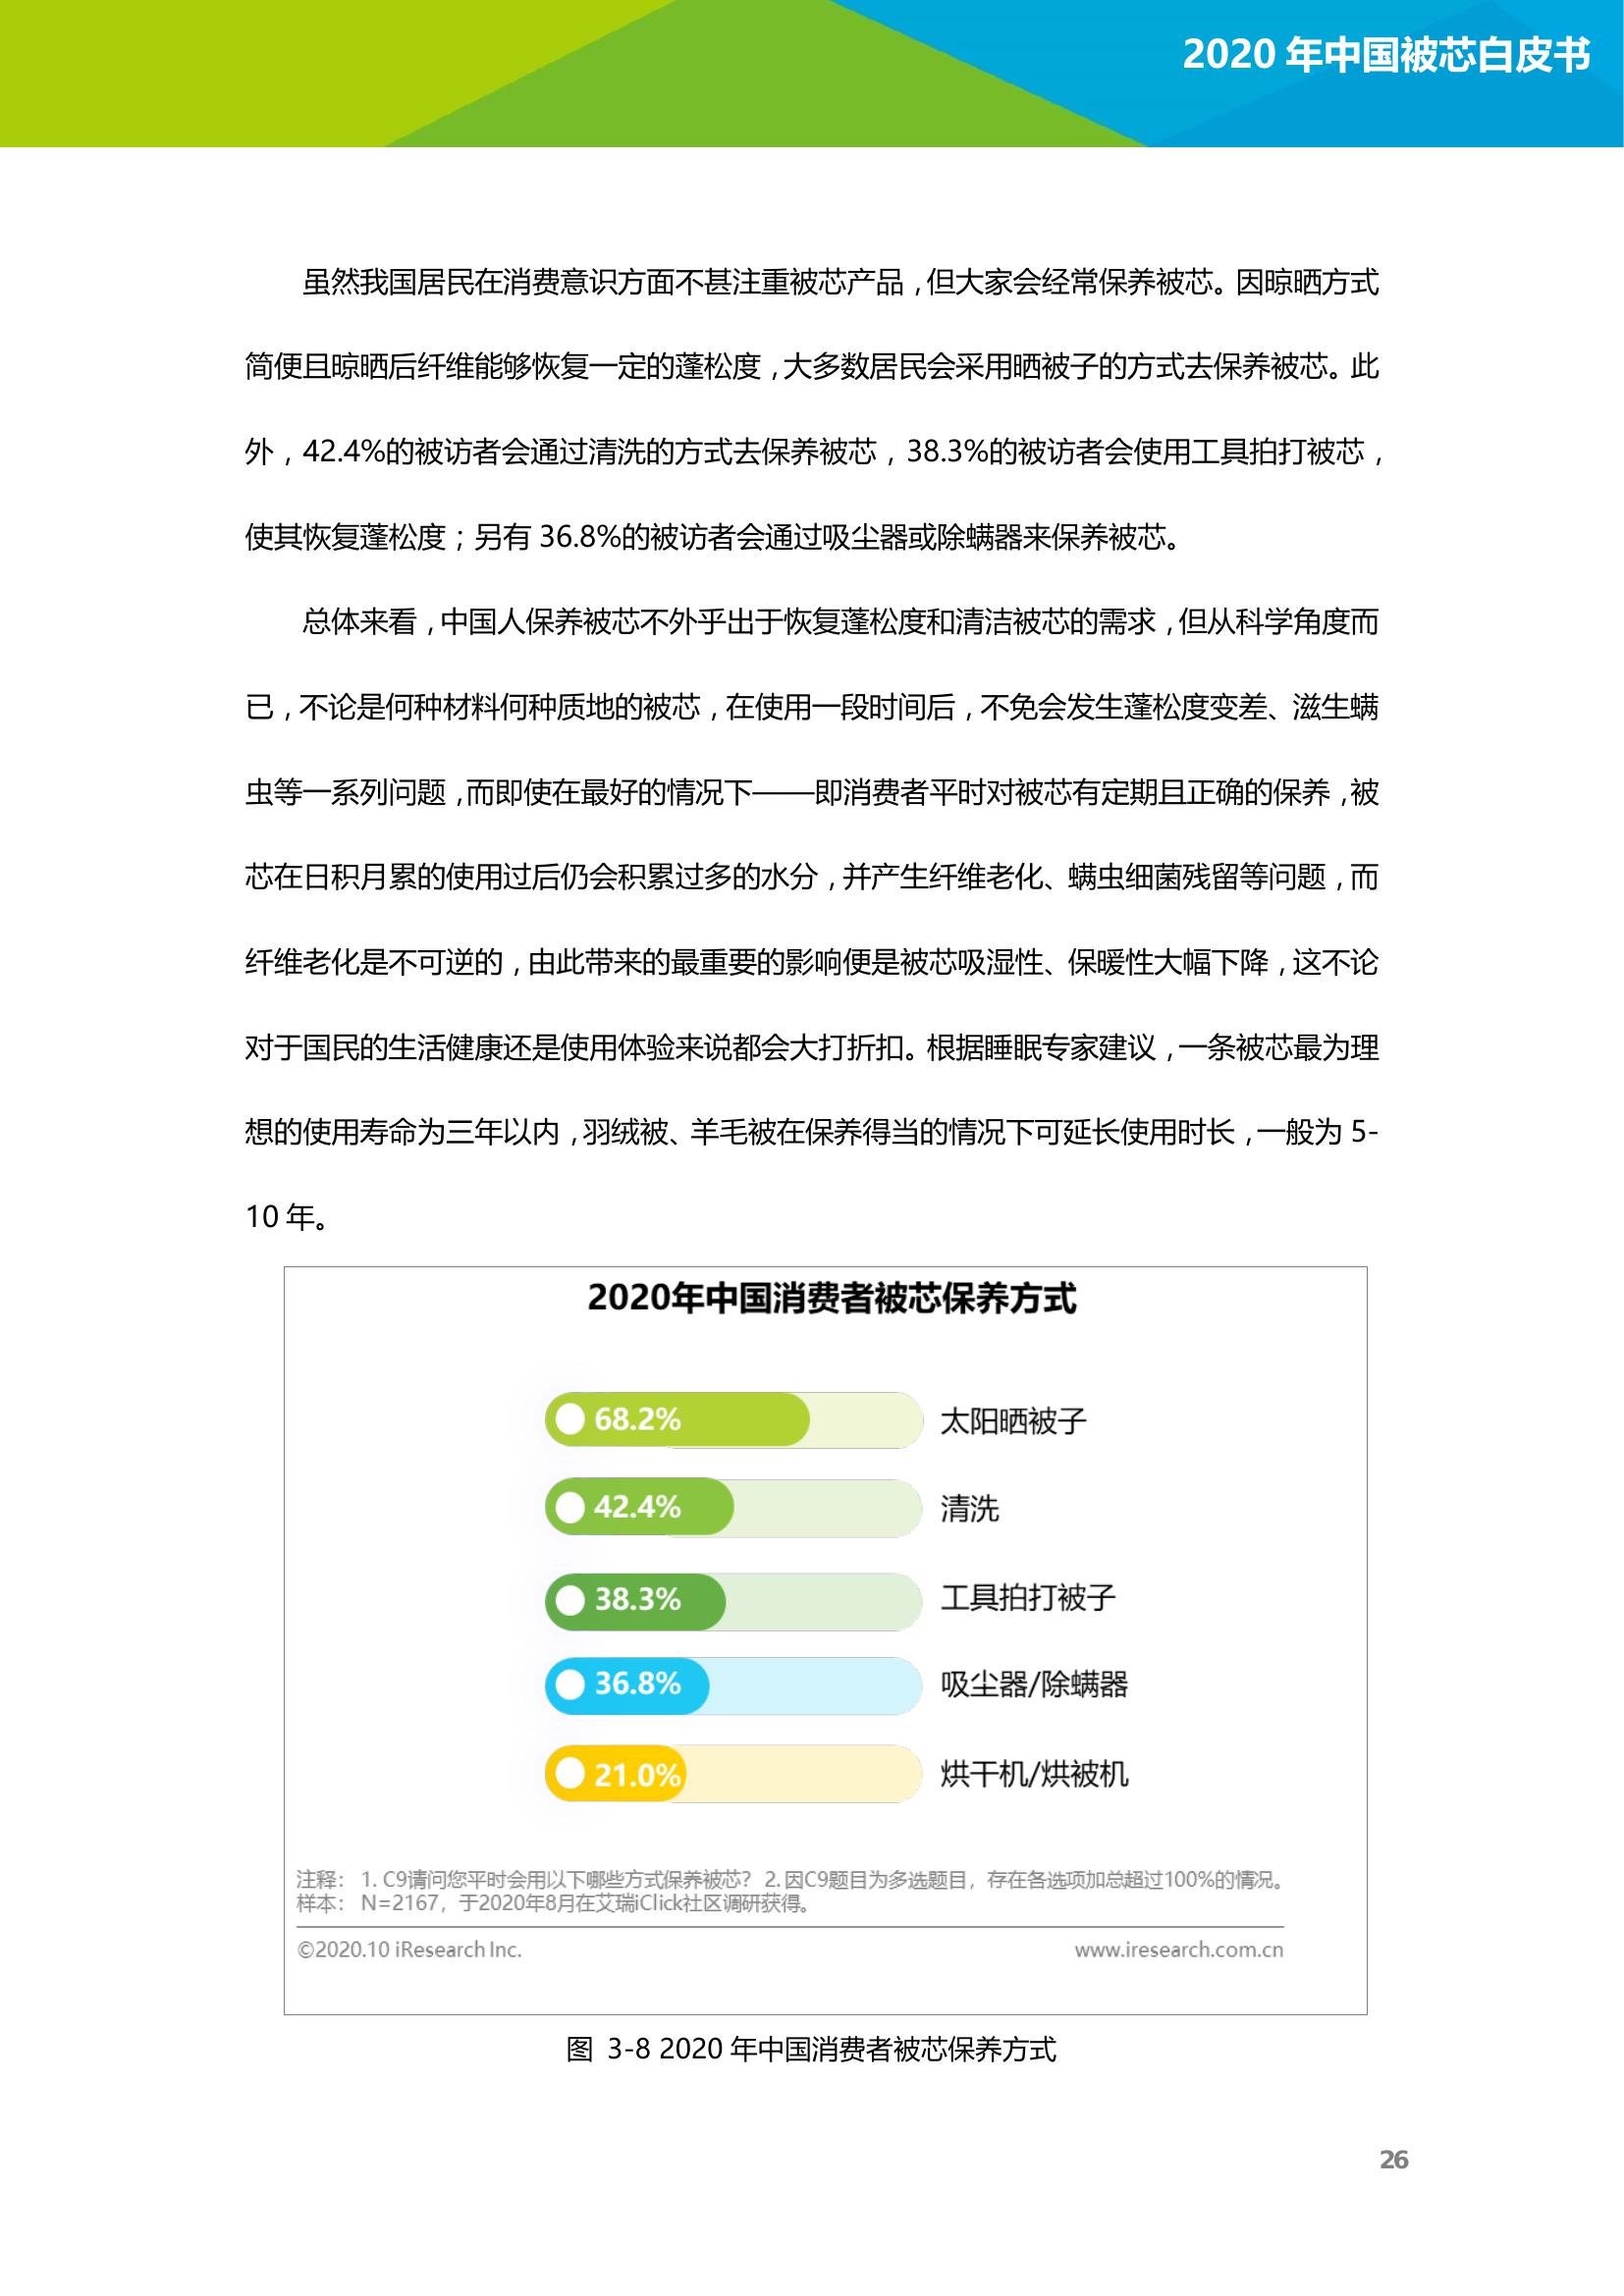 2020 年中国被芯白皮书
虽然我国居民在消费意识方面不甚注重被芯产品，但大家会经常保养被芯。因晾晒方式
简便且晾晒后纤维能够恢复一定的蓬松度，大多数居民会采用晒被子的方式去保养被芯。此
外，42.4%的被访者会通过清洗的方式去保养被芯，38.3%的被访者会使用工具拍打被芯，
使其恢复蓬松度；另有 36.8%的被访者会通过吸尘器或除螨器来保养被芯。
总体来看，中国人保养被芯不外乎出于恢复蓬松度和清洁被芯的需求，但从科学角度而
已，不论是何种材料何种质地的被芯，在使用一段时间后，不免会发生蓬松度变差、滋生螨
虫等一系列问题，而即使在最好的情况下——即消费者平时对被芯有定期且正确的保养，被
芯在日积月累的使用过后仍会积累过多的水分，并产生纤维老化、螨虫细菌残留等问题，而
纤维老化是不可逆的，由此带来的最重要的影响便是被芯吸湿性、保暖性大幅下降，这不论
对于国民的生活健康还是使用体验来说都会大打折扣。根据睡眠专家建议，一条被芯最为理
想的使用寿命为三年以内，羽绒被、羊毛被在保养得当的情况下可延长使用时长，一般为 5-
10 年。
2020年中国消费者被芯保养方式
68.2% 太阳晒被子
42.4% 清洗
38.3% 工具拍打被子
36.8% 吸尘器/除螨器
21.0% 烘干机/烘被机
注释： 1. C9请问您平时会用以下哪些方式保养被芯？ 2. 因C9题目为多选题目，存在各选项加总超过100%的情况。
样本： N=2167，于2020年8月在艾瑞iClick社区调研获得。
©2020.10 iResearch Inc. www.iresearch.com.cn
图 3-8 2020 年中国消费者被芯保养方式
26